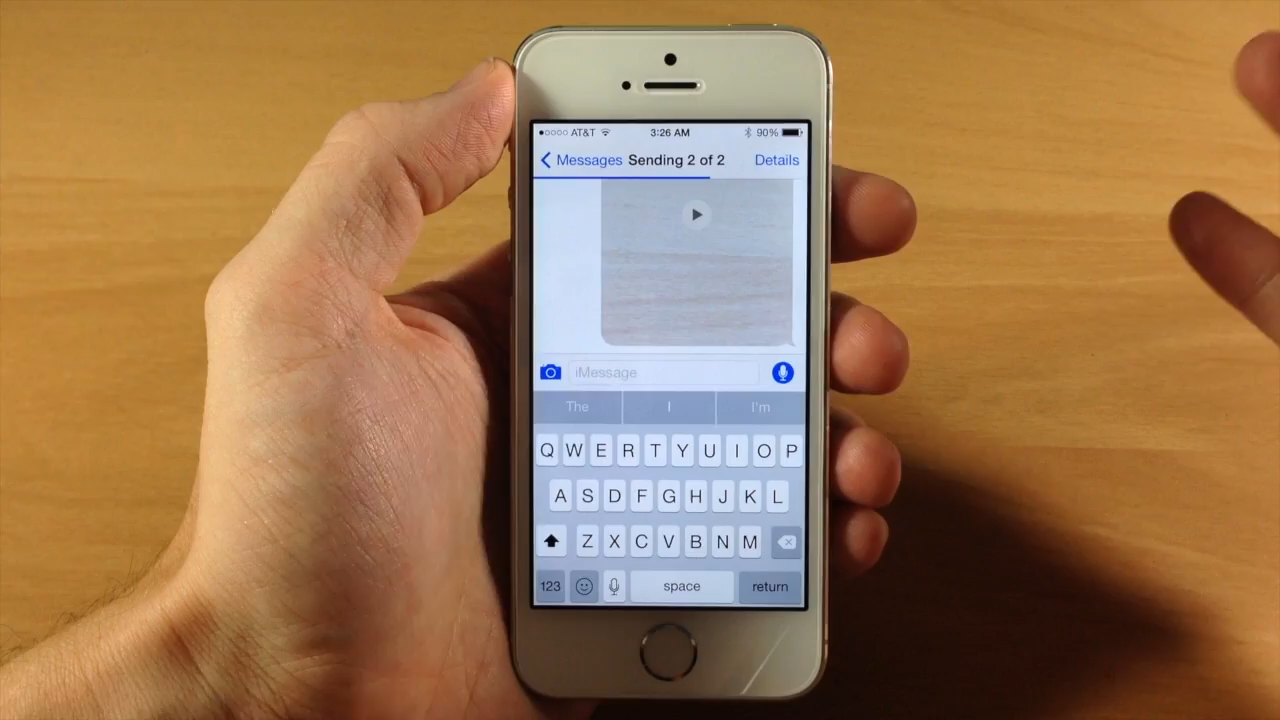 AT&T 3:26 AM 90%
Messages Sending 2 of 2 Details
iMessage
The I I'm
Q W E R T Y U I O P
A S D F G H J K L
Z X C V B N M
123 space return